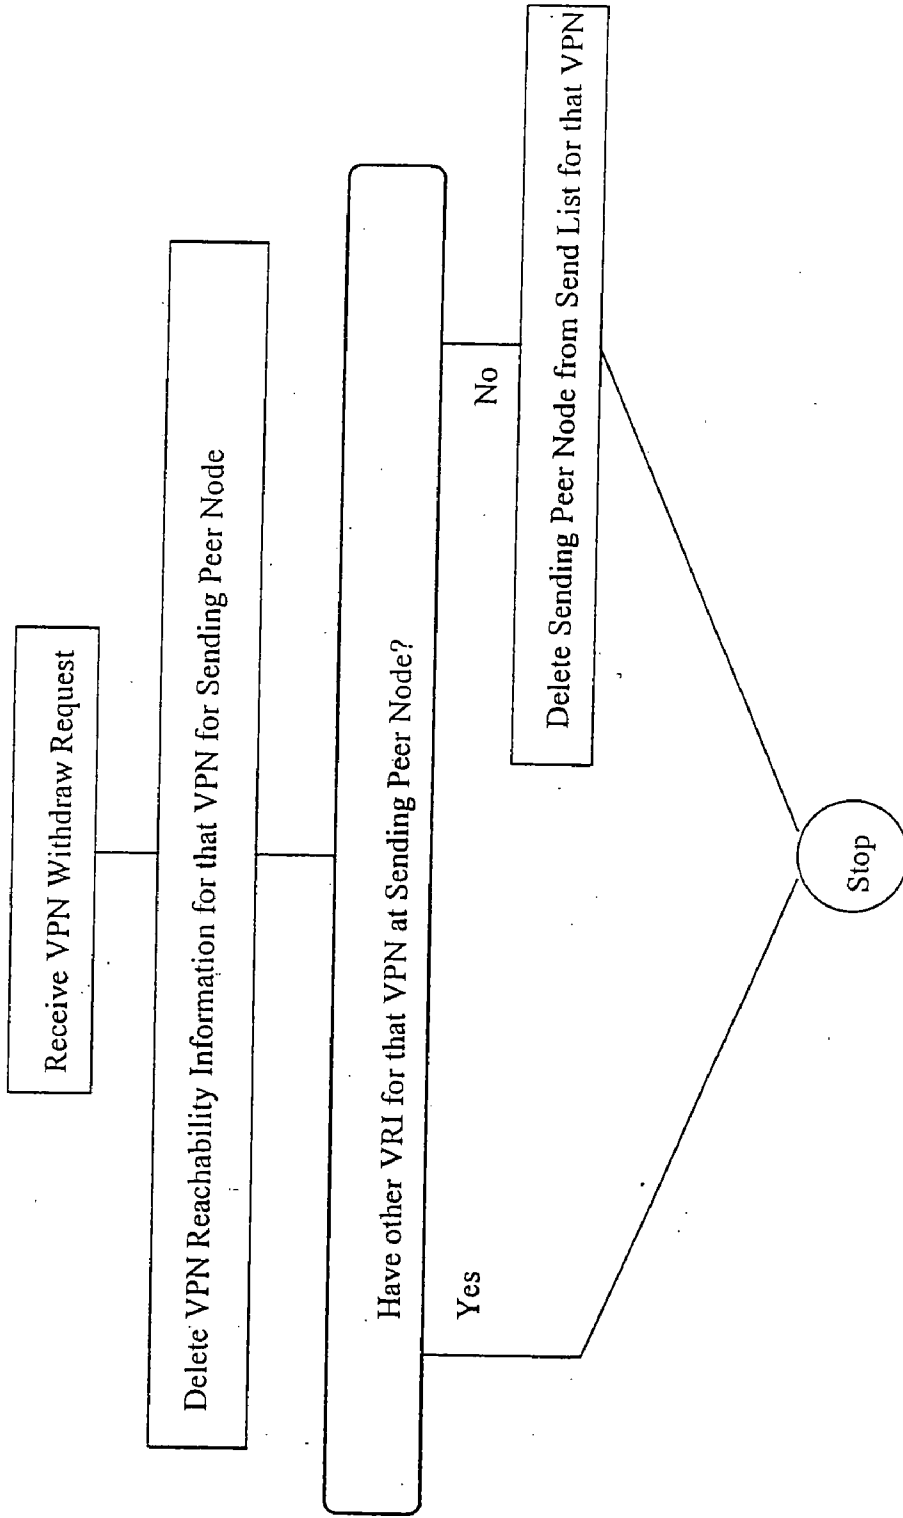 Receive VPN Withdraw Request
Delete VPN Reachability Information for that VPN for Sending Peer Node
Have other VRI for that VPN at Sending Peer Node?
Yes
No
Delete Sending Peer Node from Send List for that VPN
Stop